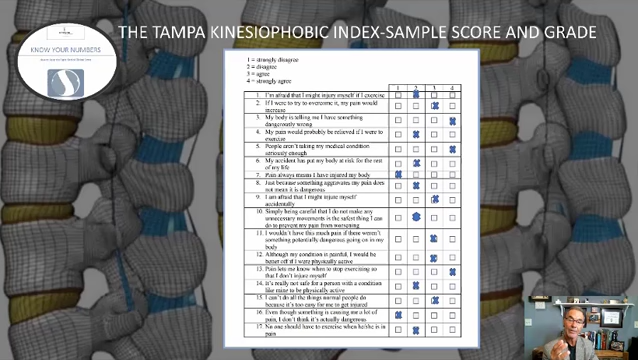 THE TAMPA KINESIOPHOBIC INDEX-SAMPLE SCORE AND GRADE
KNOW YOUR NUMBERS
1 = strongly disagree
2 = disagree
3 = agree
4 = strongly agree
1 2 3 4
1. I'm afraid that I might injury myself if I exercise
2. If I were to try to overcome it, my pain would
increase
3. My body is telling me I have something
dangerously wrong
4. My pain would probably be relieved if I were to
exercise
5. People aren't taking my medical condition
seriously enough
6. My accident has put my body at risk for the rest
of my life
7. Pain always means I have injured my body
8. Just because something aggravates my pain does
not mean it is dangerous
9. I am afraid that I might injure myself
accidentally
10. Simply being careful that I do not make any
unnecessary movements is the safest thing I can
do to prevent my pain from worsening
11. I wouldn't have this much pain if there weren't
something potentially dangerous going on in my
body
12. Although my condition is painful, I would be
better off if I were physically active
13. Pain lets me know when to stop exercising so
that I don't injure myself
14. It's really not safe for a person with a condition
like mine to be physically active
15. I can't do all the things normal people do
because it's too easy for me to get injured
16. Even though something is causing me a lot of
pain, I don't think it's actually dangerous
17. No one should have to exercise when he/she is in
pain